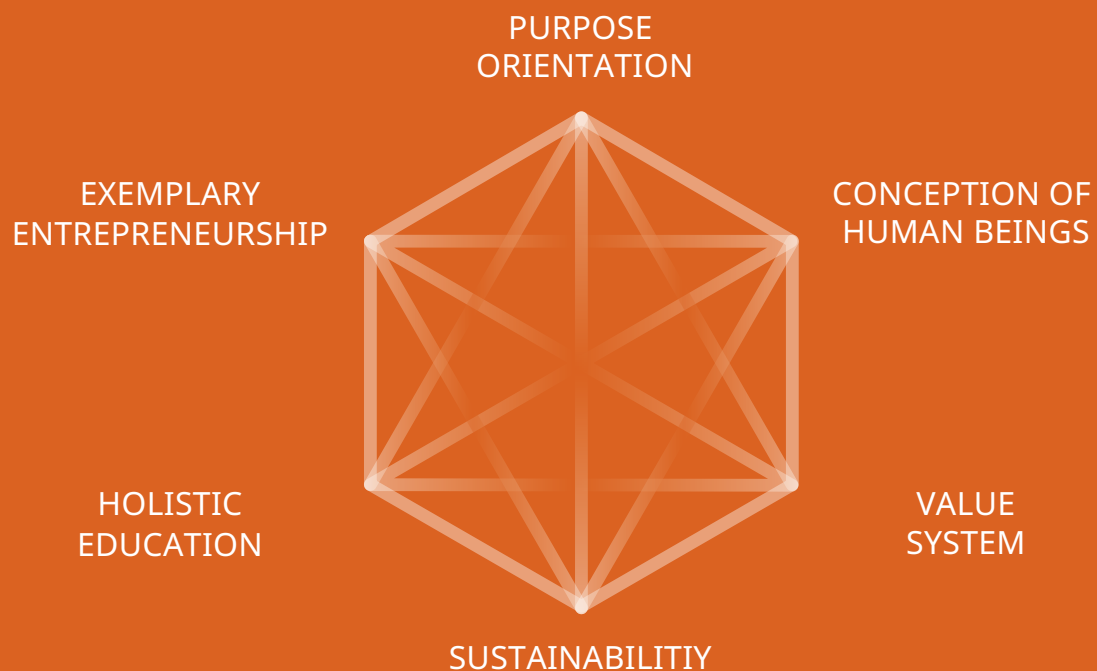 PURPOSE
ORIENTATION
EXEMPLARY
ENTREPRENEURSHIP
CONCEPTION OF
HUMAN BEINGS
HOLISTIC
EDUCATION
VALUE
SYSTEM
SUSTAINABILITIY